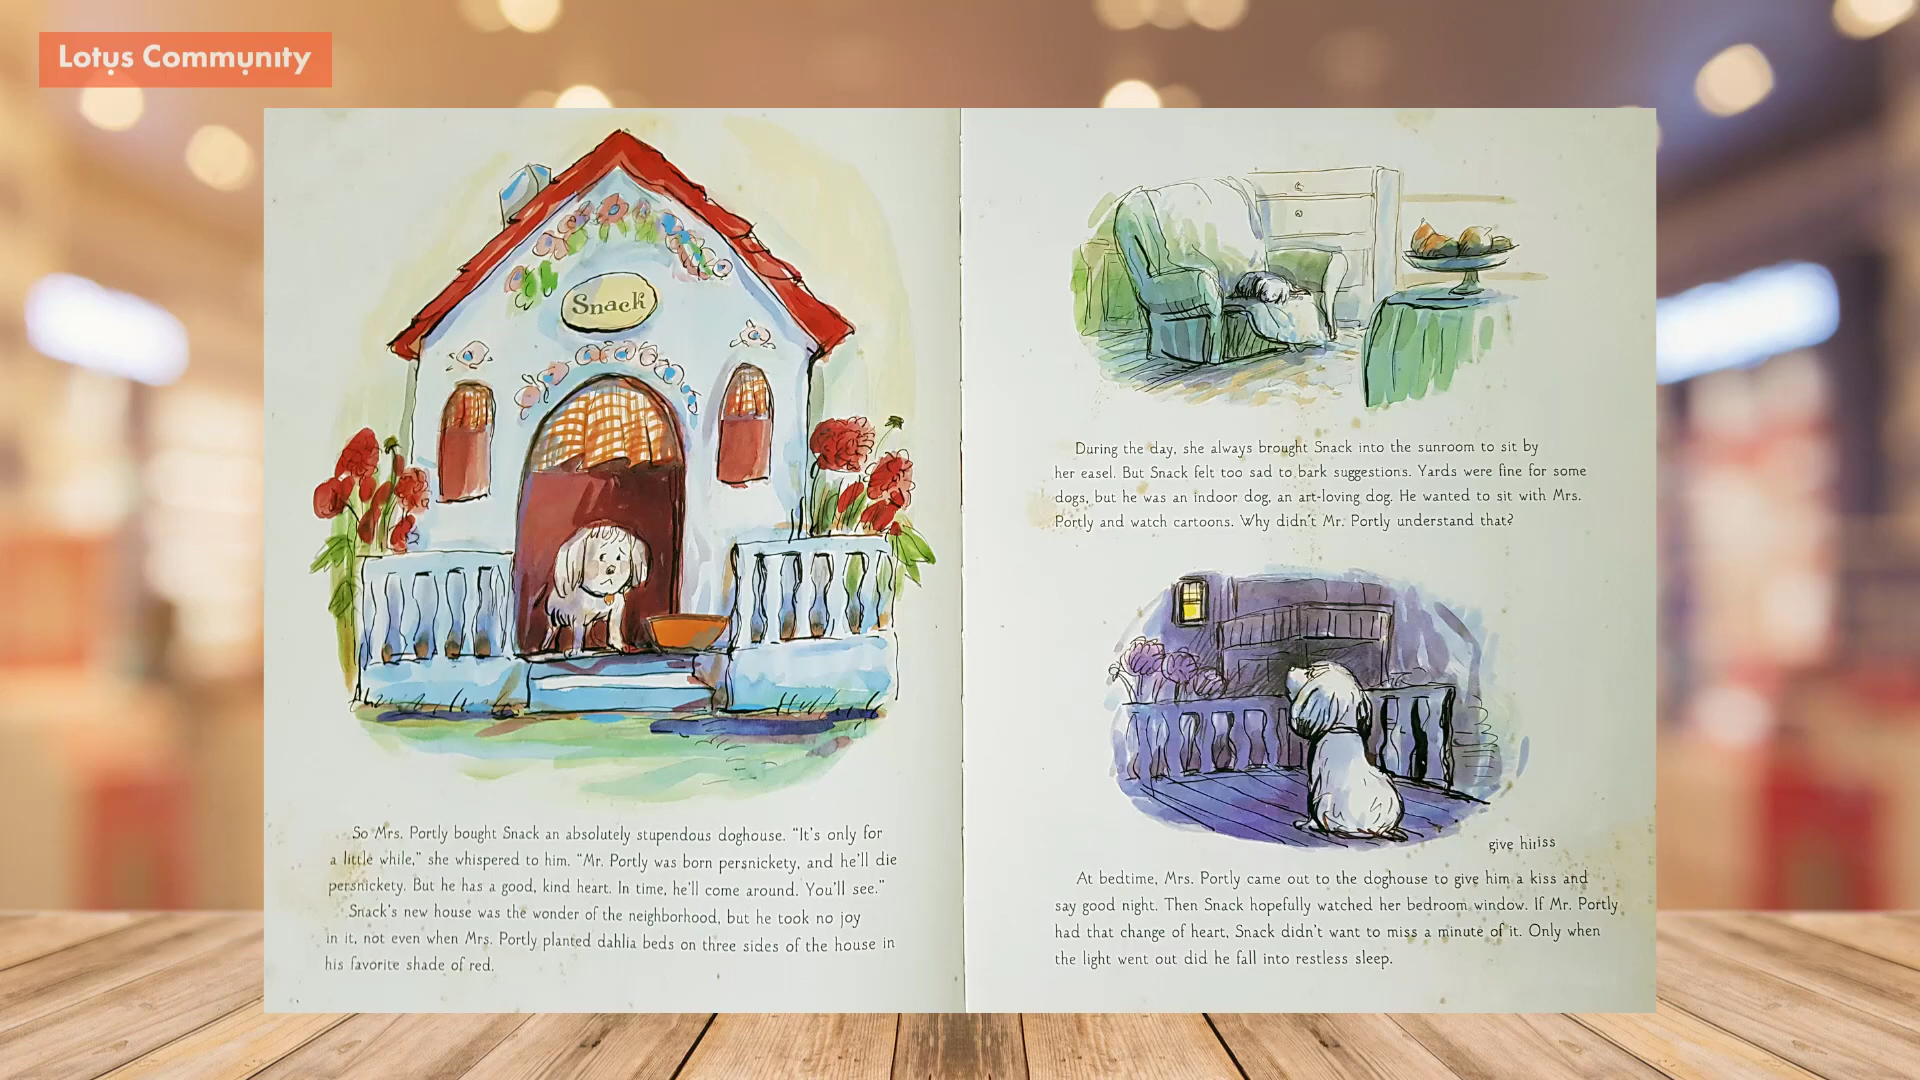 Lotus Community
Snack
So Mrs. Portly bought Snack an absolutely stupendous doghouse. "It's only for
a little while," she whispered to him. "Mr. Portly was born persnickety, and he'll die
persnickety. But he has a good, kind heart. In time, he'll come around. You'll see."
Snack's new house was the wonder of the neighborhood, but he took no joy
in it, not even when Mrs. Portly planted dahlia beds on three sides of the house in
his favorite shade of red.
During the day, she always brought Snack into the sunroom to sit by
her easel. But Snack felt too sad to bark suggestions. Yards were fine for some
dogs, but he was an indoor dog, an art-loving dog. He wanted to sit with Mrs.
Portly and watch cartoons. Why didn't Mr. Portly understand that?
give
At bedtime, Mrs. Portly came out to the doghouse to give him a kiss and
say good night. Then Snack hopefully watched her bedroom window. If Mr. Portly
had that change of heart, Snack didn't want to miss a minute of it. Only when
the light went out did he fall into restless sleep.